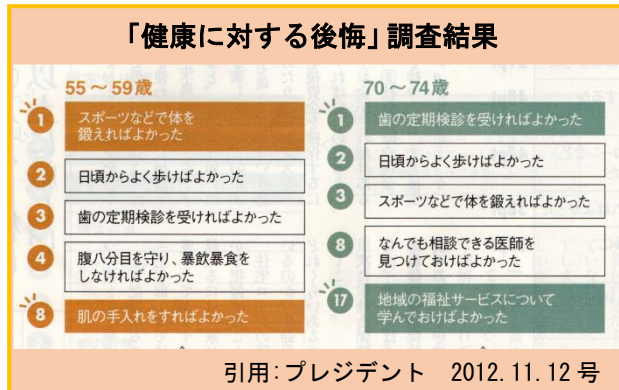 「健康に対する後悔」調査結果
55～59歳
1 スポーツなどで体を
鍛えればよかった
2 日頃からよく歩けばよかった
3 歯の定期検診を受ければよかった
4 腹八分目を守り、暴飲暴食を
しなければよかった
8 肌の手入れをすればよかった
70～74歳
1 歯の定期検診を受ければよかった
2 日頃からよく歩けばよかった
3 スポーツなどで体を鍛えればよかった
8 なんでも相談できる医師を
見つけておけばよかった
17 地域の福祉サービスについて
学んでおけばよかった
引用：プレジデント　2012.11.12 号